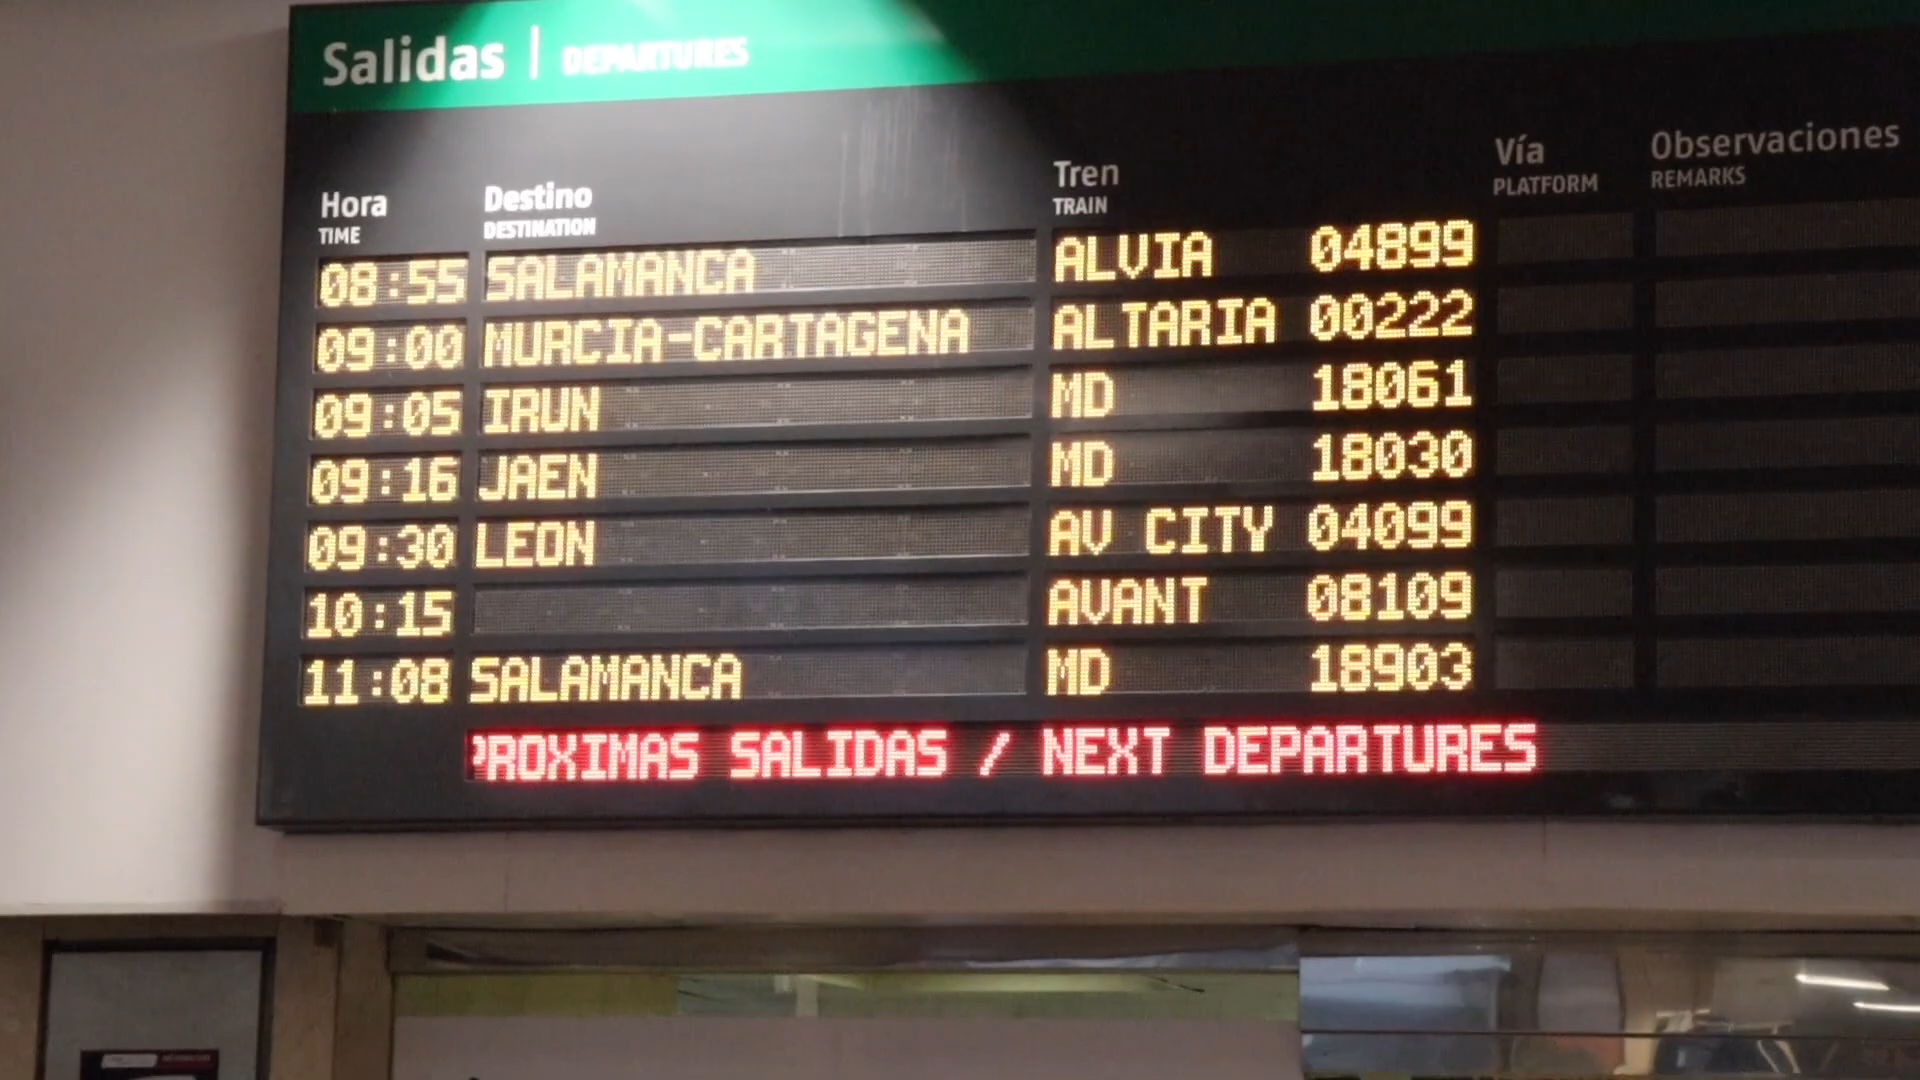 Salidas | DEPARTURES
Hora Destino Tren Vía Observaciones
TIME DESTINATION TRAIN PLATFORM REMARKS
08:55 SALAMANCA ALVIA 04899
09:00 MURCIA-CARTAGENA ALTARIA 00222
09:05 IRUN MD 18061
09:16 JAEN MD 18030
09:30 LEON AV CITY 04099
10:15 AVANT 08109
11:08 SALAMANCA MD 18903
PROXIMAS SALIDAS / NEXT DEPARTURES